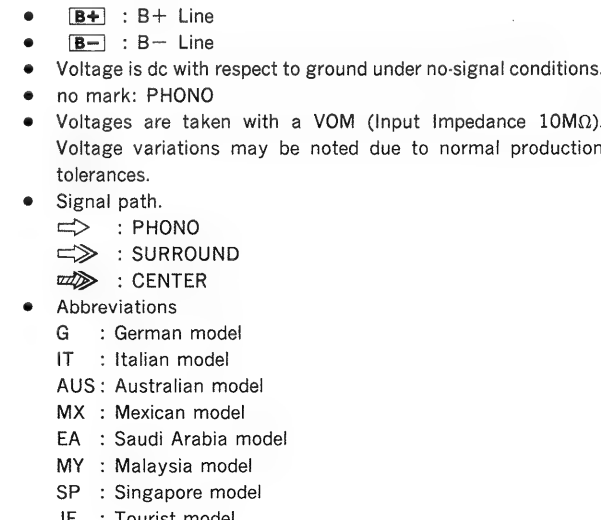 • B+ : B+ Line
• B− : B− Line
• Voltage is dc with respect to ground under no-signal conditions.
• no mark: PHONO
• Voltages are taken with a VOM (Input Impedance 10MΩ).
Voltage variations may be noted due to normal production
tolerances.
• Signal path.
: PHONO
: SURROUND
: CENTER
• Abbreviations
G : German model
IT : Italian model
AUS : Australian model
MX : Mexican model
EA : Saudi Arabia model
MY : Malaysia model
SP : Singapore model
: Tourist model